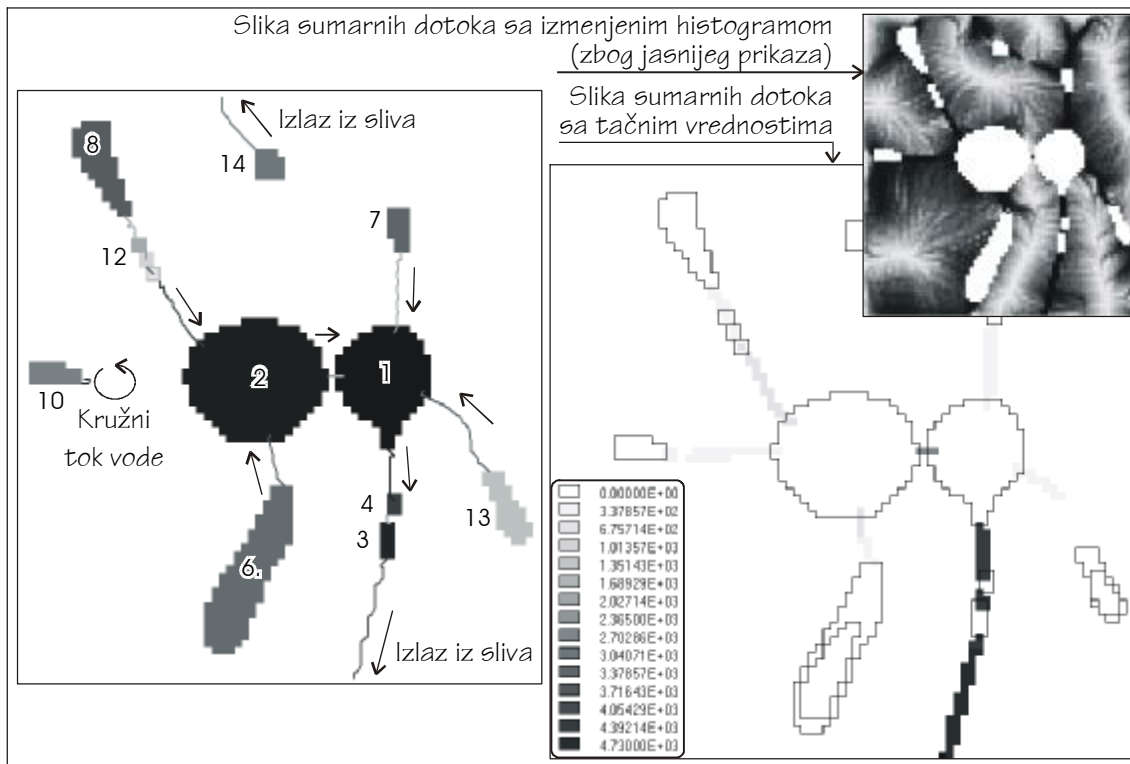 Slika sumarnih dotoka sa izmenjenim histogramom
(zbog jasnijeg prikaza)
Slika sumarnih dotoka
sa tačnim vrednostima
Izlaz iz sliva
8
14
7
12
2
1
10
Kružni
tok vode
4
13
3
6.
Izlaz iz sliva
0.00000E+00
3.37857E+02
6.75714E+02
1.01357E+03
1.35143E+03
1.68929E+03
2.02714E+03
2.36500E+03
2.70286E+03
3.04071E+03
3.37857E+03
3.71643E+03
4.05429E+03
4.39214E+03
4.73000E+03